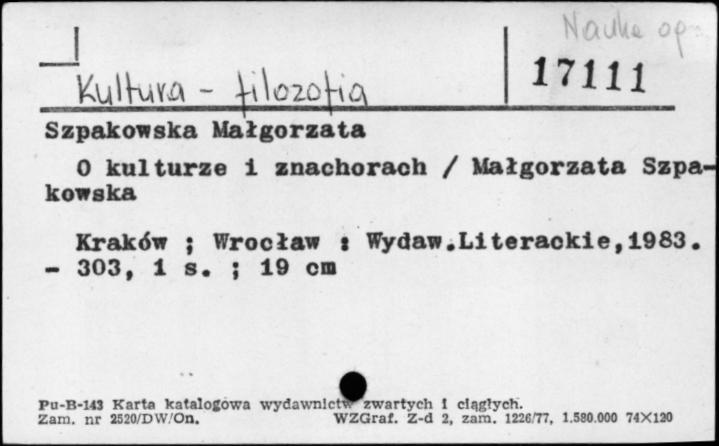 Nauka op.
17111
Kultura - filozofia
Szpakowska Małgorzata
O kulturze i znachorach / Małgorzata Szpa-
kowska
Kraków ; Wrocław : Wydaw.Literackie,1983.
- 303, 1 s. ; 19 cm
Pu-B-143 Karta katalogowa wydawnictw zwartych i ciągłych.
Zam. nr 2520/DW/On. WZGraf. Z-d 2, zam. 1226/77, 1.580.000 74X120